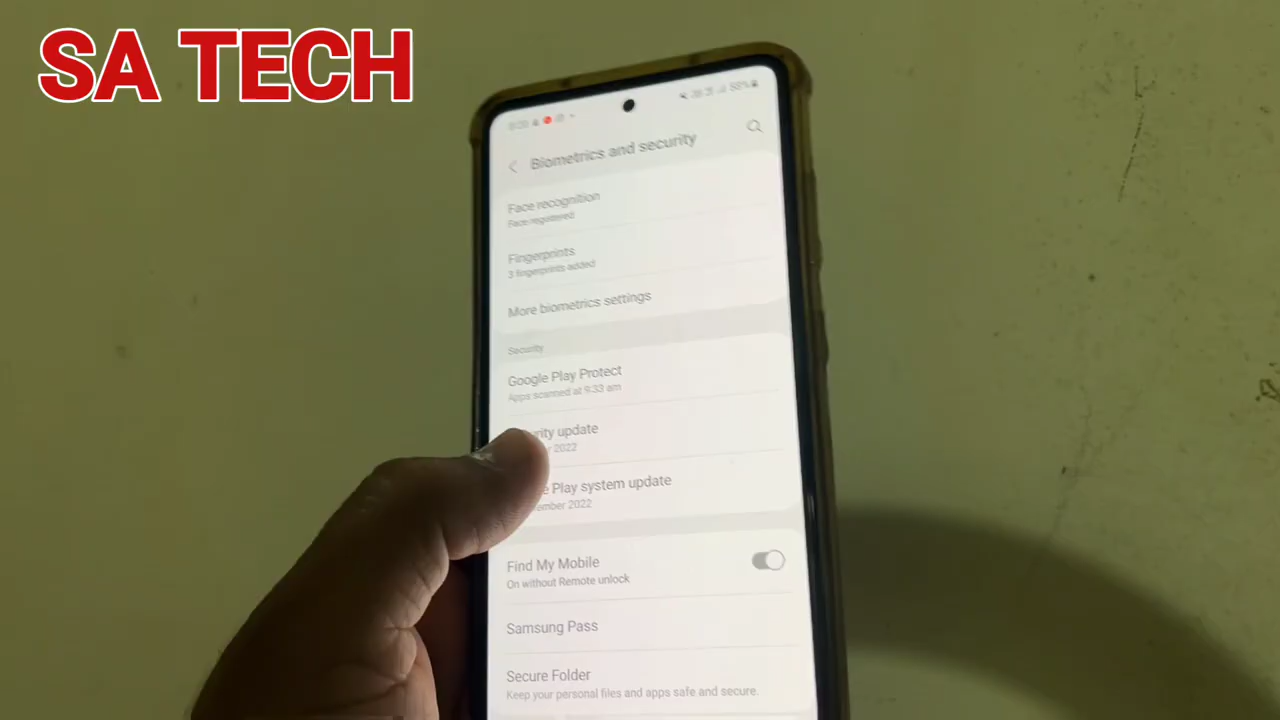 SA TECH
Biometrics and security
Face recognition
Face registered
Fingerprints
3 fingerprints added
More biometrics settings
Security
Google Play Protect
Apps scanned at 9:33 am
urity update
r 2022
e Play system update
ember 2022
Find My Mobile
On without Remote unlock
Samsung Pass
Secure Folder
Keep your personal files and apps safe and secure.